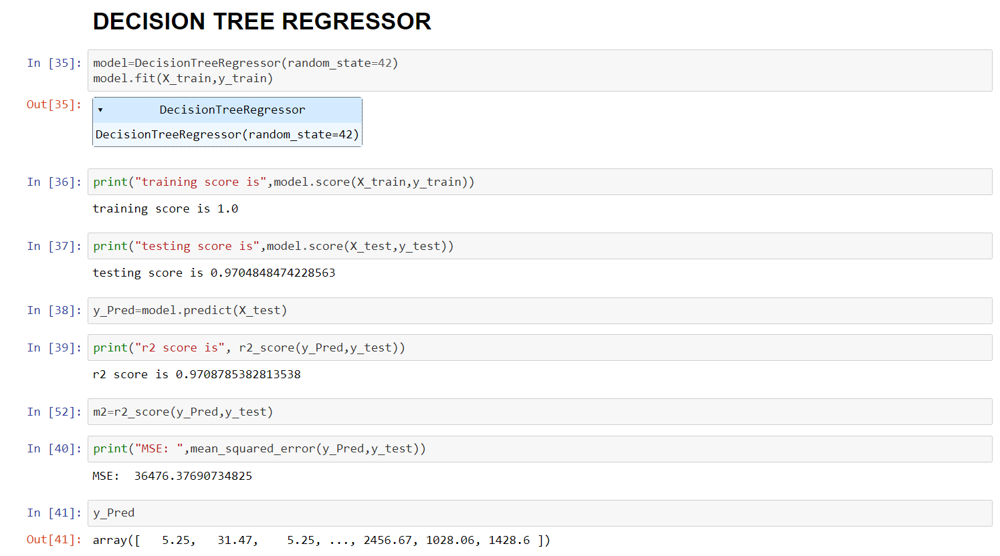 DECISION TREE REGRESSOR
In [35]: model=DecisionTreeRegressor(random_state=42)
model.fit(X_train,y_train)
Out[35]: ▾ DecisionTreeRegressor
DecisionTreeRegressor(random_state=42)
In [36]: print("training score is",model.score(X_train,y_train))
training score is 1.0
In [37]: print("testing score is",model.score(X_test,y_test))
testing score is 0.9704848474228563
In [38]: y_Pred=model.predict(X_test)
In [39]: print("r2 score is", r2_score(y_Pred,y_test))
r2 score is 0.9708785382813538
In [52]: m2=r2_score(y_Pred,y_test)
In [40]: print("MSE: ",mean_squared_error(y_Pred,y_test))
MSE:  36476.37690734825
In [41]: y_Pred
Out[41]: array([   5.25,   31.47,    5.25, ..., 2456.67, 1028.06, 1428.6 ])